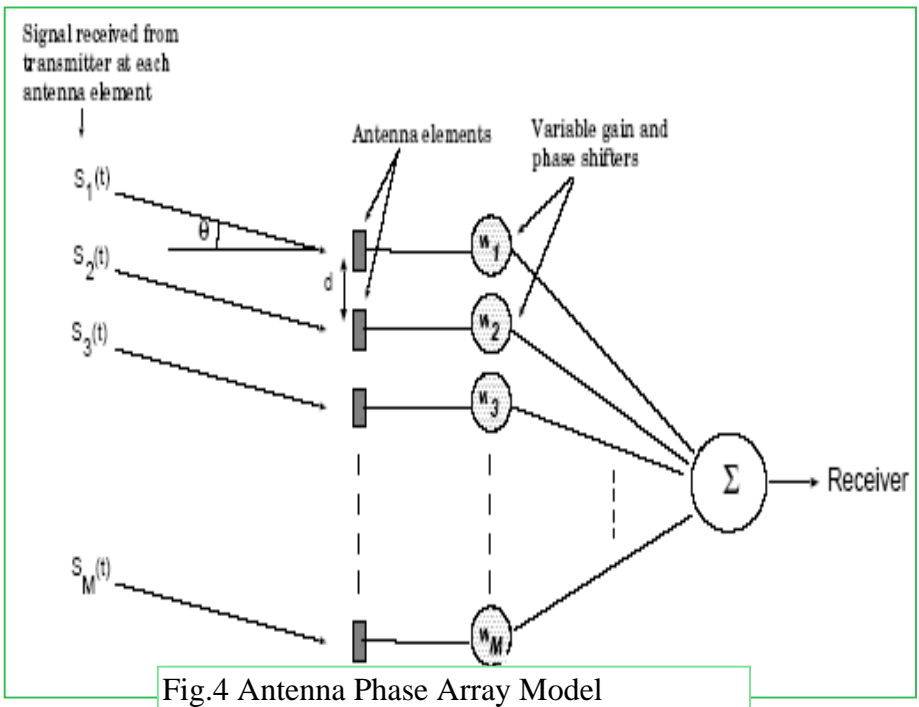 Signal received from
transmitter at each
antenna element
Antenna elements
Variable gain and
phase shifters
S1(t)
θ
w1
S2(t)
d
w2
S3(t)
w3
Σ
Receiver
SM(t)
wM
Fig.4 Antenna Phase Array Model